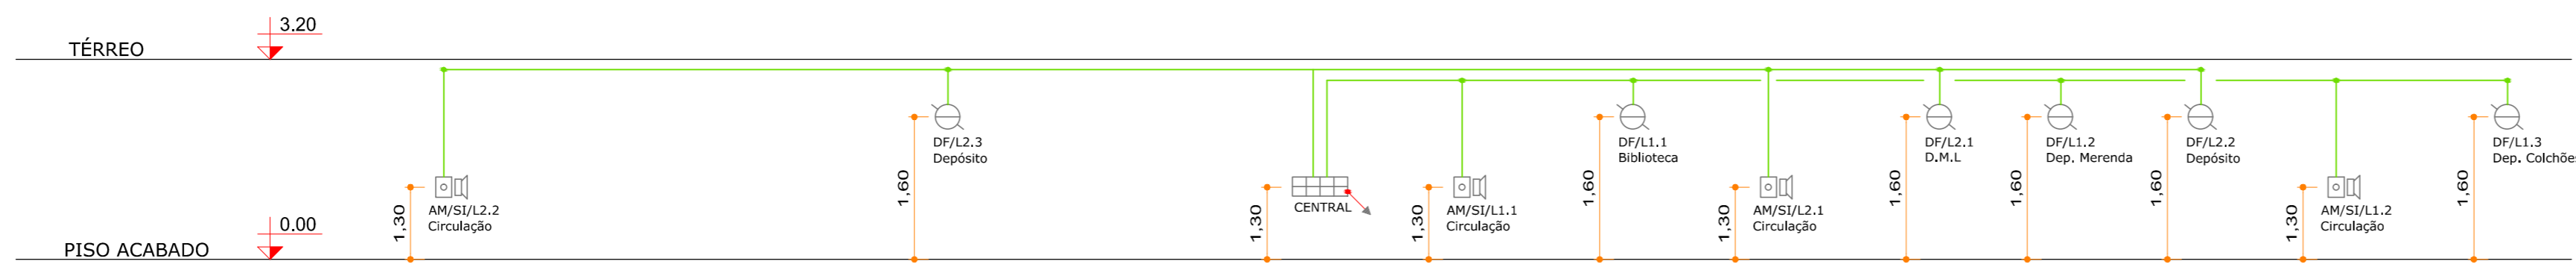 3.20
TÉRREO
DF/L2.3
Depósito
DF/L1.1
Biblioteca
DF/L2.1
D.M.L
DF/L1.2
Dep. Merenda
DF/L2.2
Depósito
DF/L1.3
Dep. Colchões
1,60
1,60
1,60
1,60
1,60
1,60
AM/SI/L2.2
Circulação
CENTRAL
AM/SI/L1.1
Circulação
AM/SI/L2.1
Circulação
AM/SI/L1.2
Circulação
1,30
1,30
1,30
1,30
1,30
0.00
PISO ACABADO